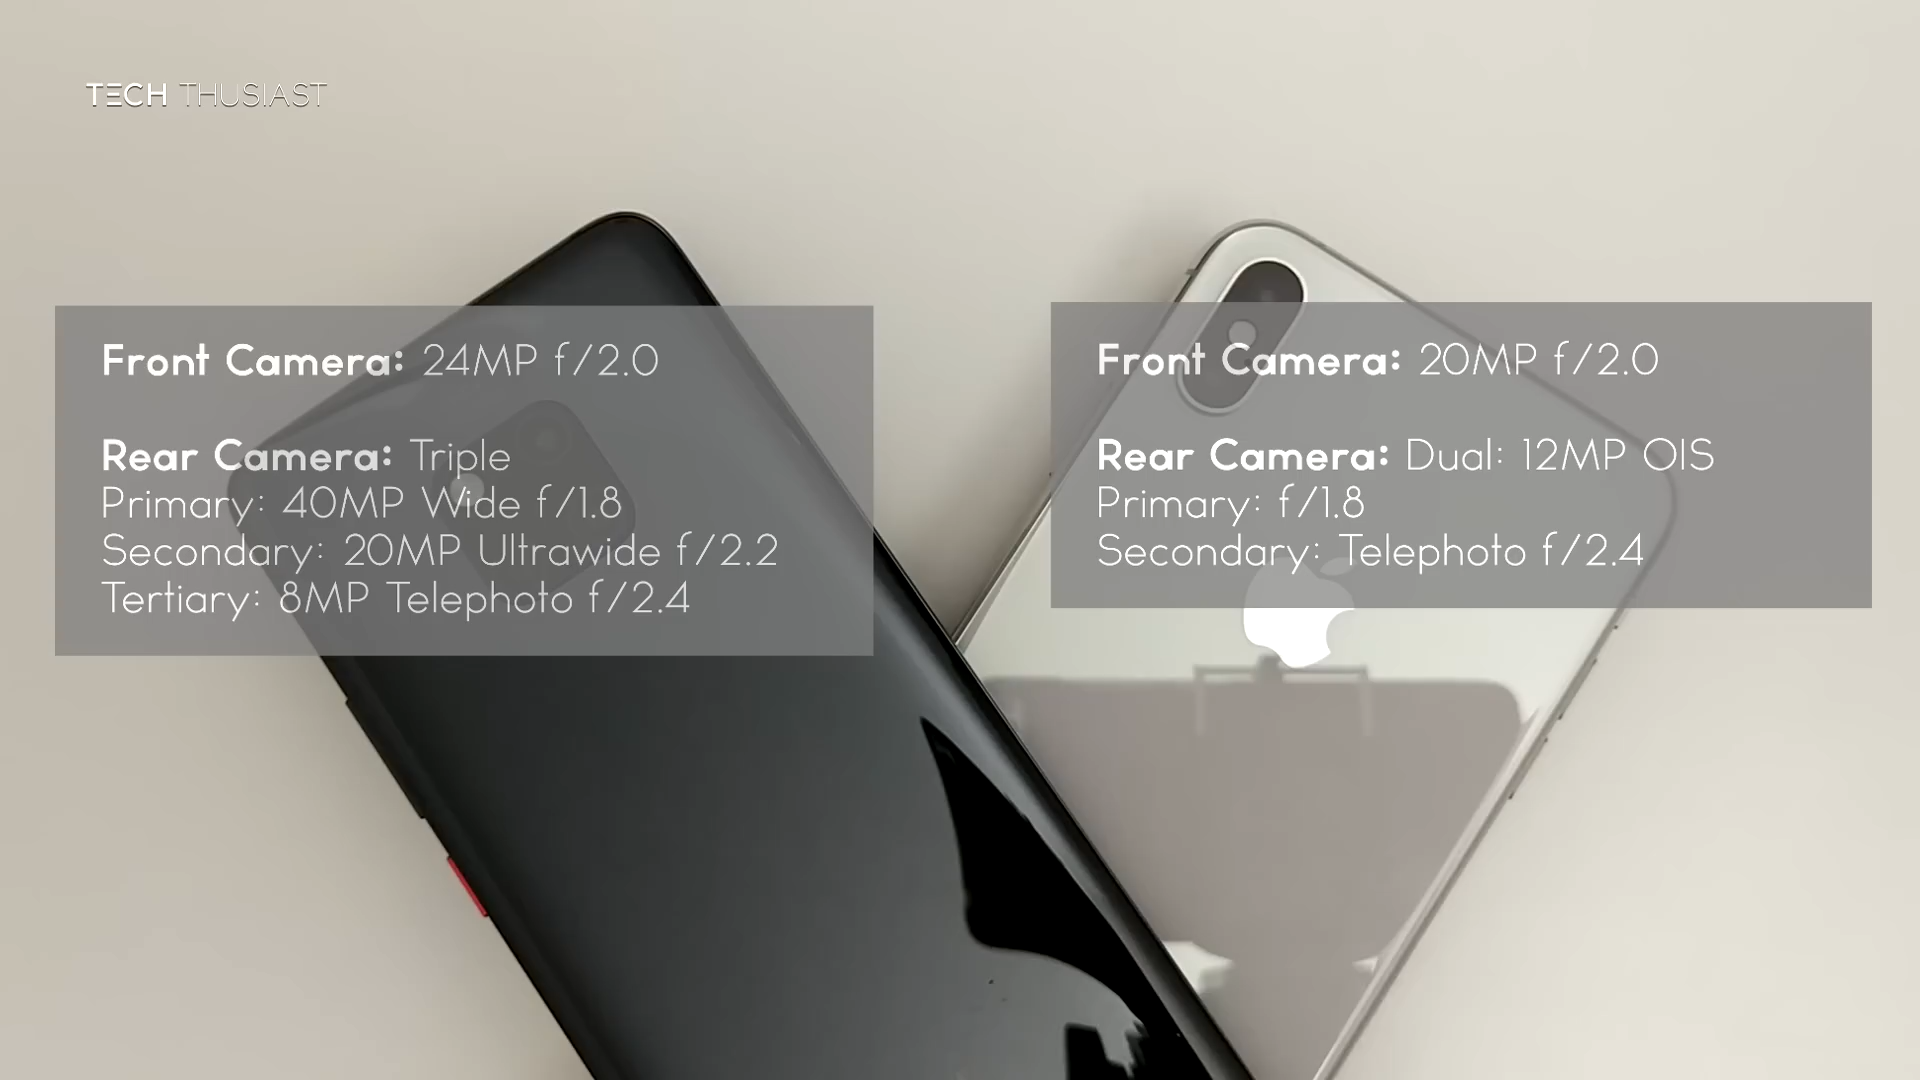 TECH THUSIAST
Front Camera: 24MP f/2.0
Rear Camera: Triple
Primary: 40MP Wide f/1.8
Secondary: 20MP Ultrawide f/2.2
Tertiary: 8MP Telephoto f/2.4
Front Camera: 20MP f/2.0
Rear Camera: Dual: 12MP OIS
Primary: f/1.8
Secondary: Telephoto f/2.4